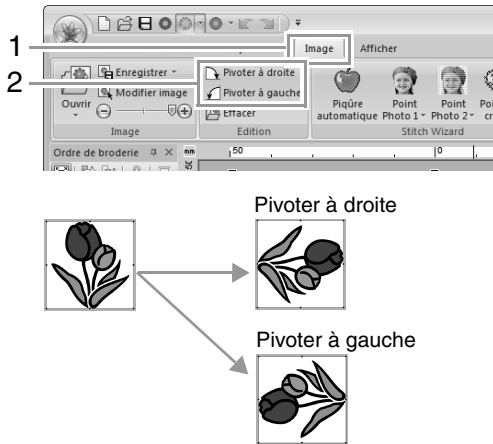 1
Image Afficher
2
Enregistrer
Pivoter à droite
Modifier image
Pivoter à gauche
Ouvrir
Effacer
Piqûre automatique
Point Photo 1
Point Photo 2
Image Edition Stitch Wizard
Ordre de broderie
mm 50 0
Pivoter à droite
Pivoter à gauche